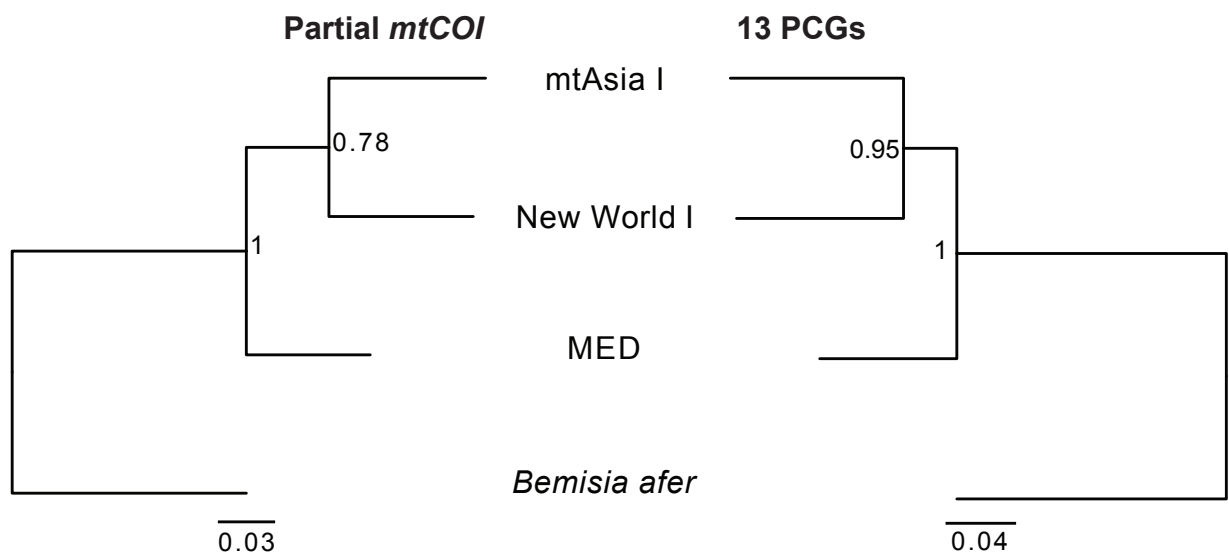 Partial mtCOI 13 PCGs
mtAsia I
0.78 0.95
New World I
1 1
MED
Bemisia afer
0.03 0.04